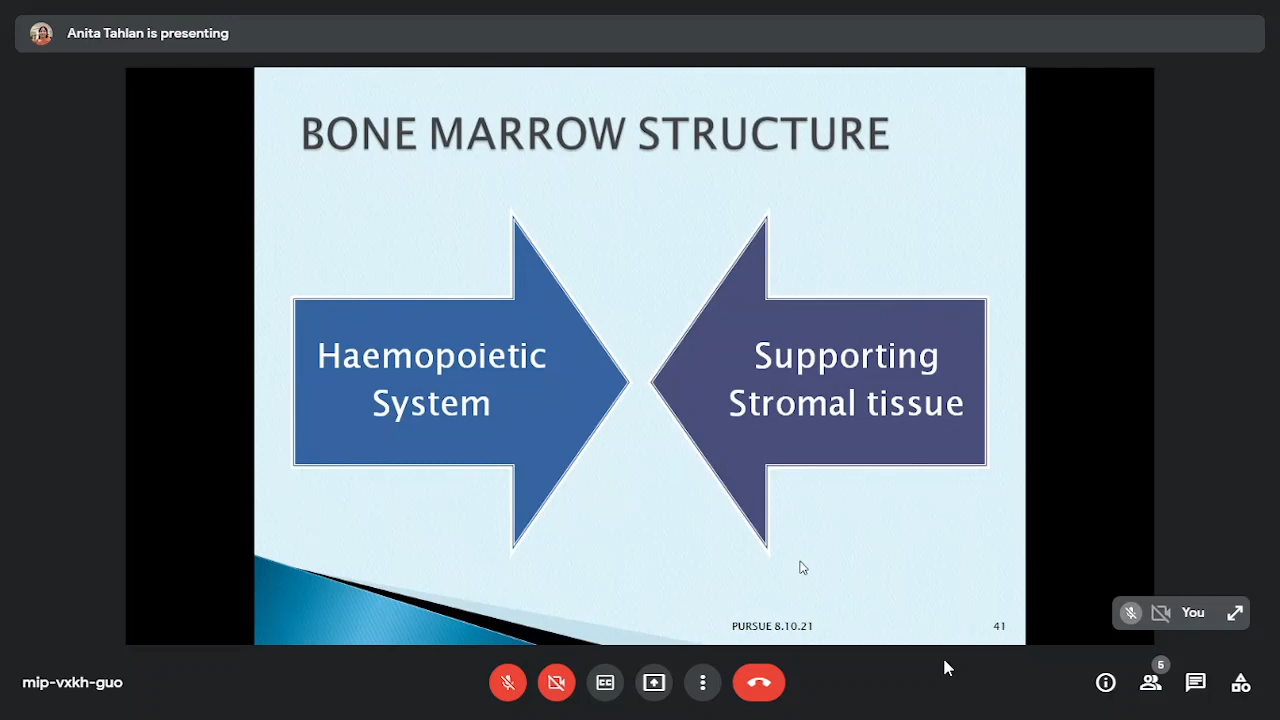 Anita Tahlan is presenting
BONE MARROW STRUCTURE
Haemopoietic
System
Supporting
Stromal tissue
PURSUE 8.10.21
41
You
5
mip-vxkh-guo
CC